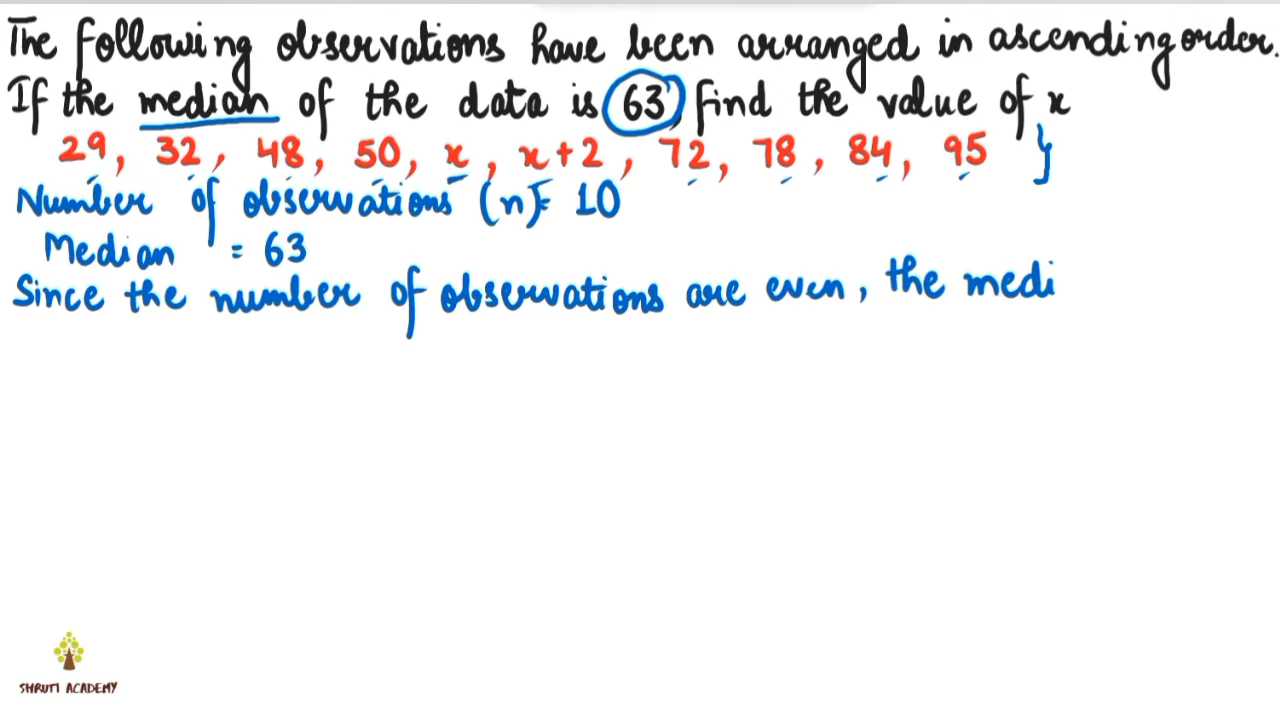 The following observations have been arranged in ascending order.
If the median of the data is 63, find the value of x
29, 32, 48, 50, x, x+2, 72, 78, 84, 95 }
Number of observations (n) = 10
Median = 63
Since the number of observations are even, the medi
SHRUTI ACADEMY